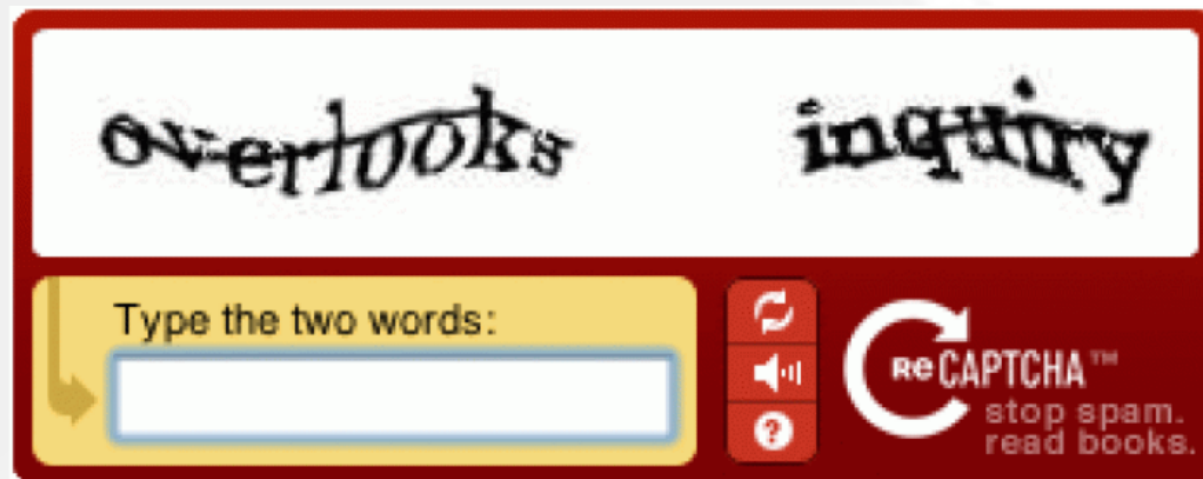 overlooks inquiry
Type the two words:
reCAPTCHA™
stop spam.
read books.